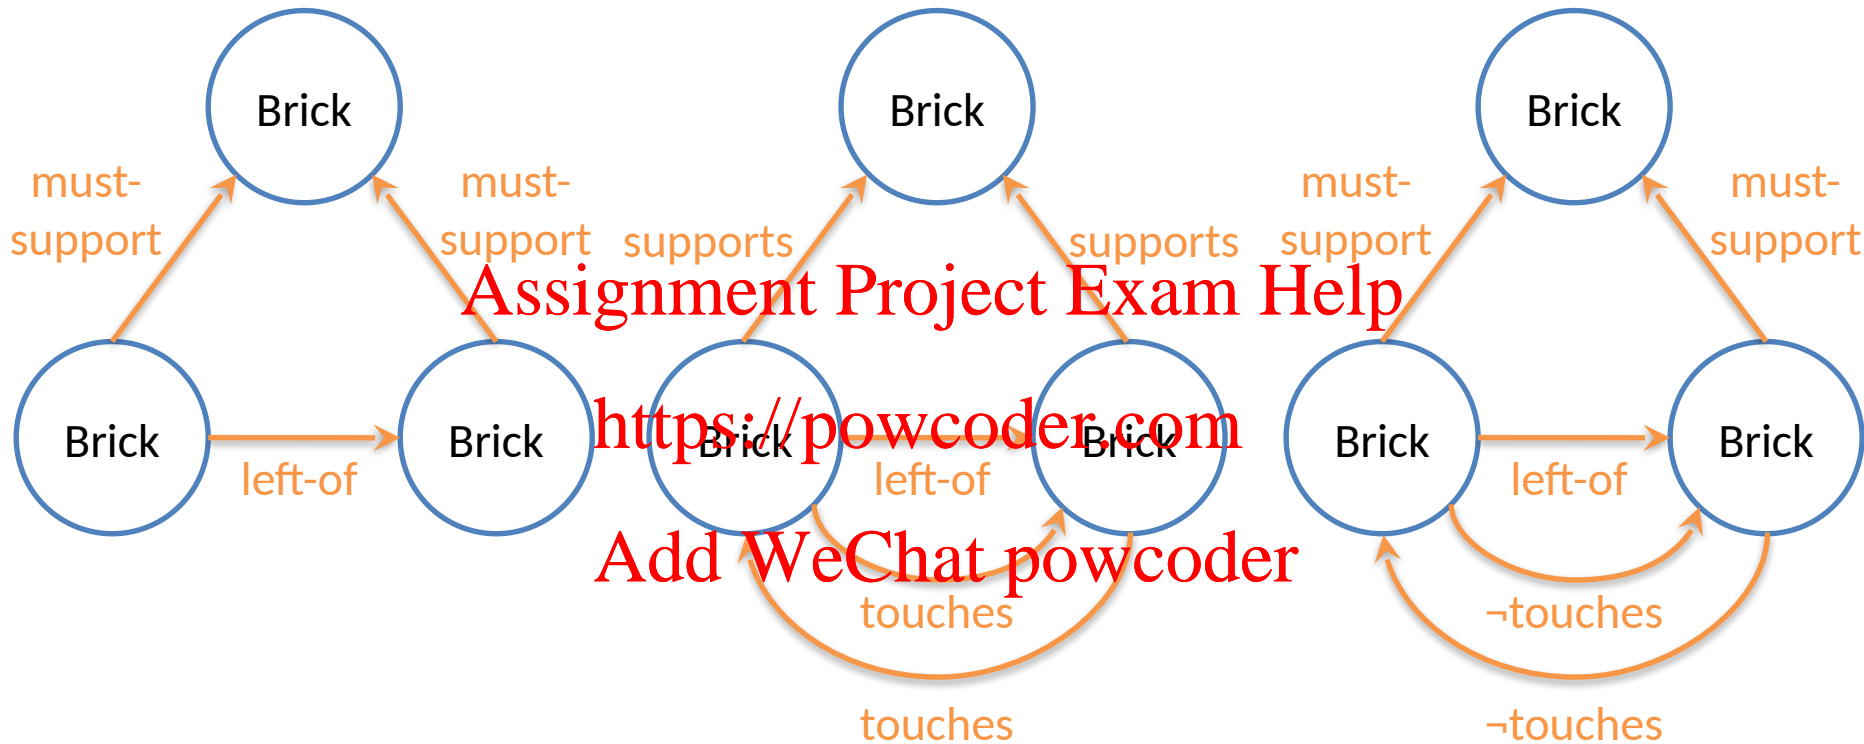 Brick
Brick
Brick
must-
support
must-
support
supports
supports
must-
support
must-
support
Assignment Project Exam Help
Brick
Brick
Brick
Brick
Brick
Brick
https://powcoder.com
left-of
left-of
left-of
Add WeChat powcoder
touches
¬touches
touches
¬touches